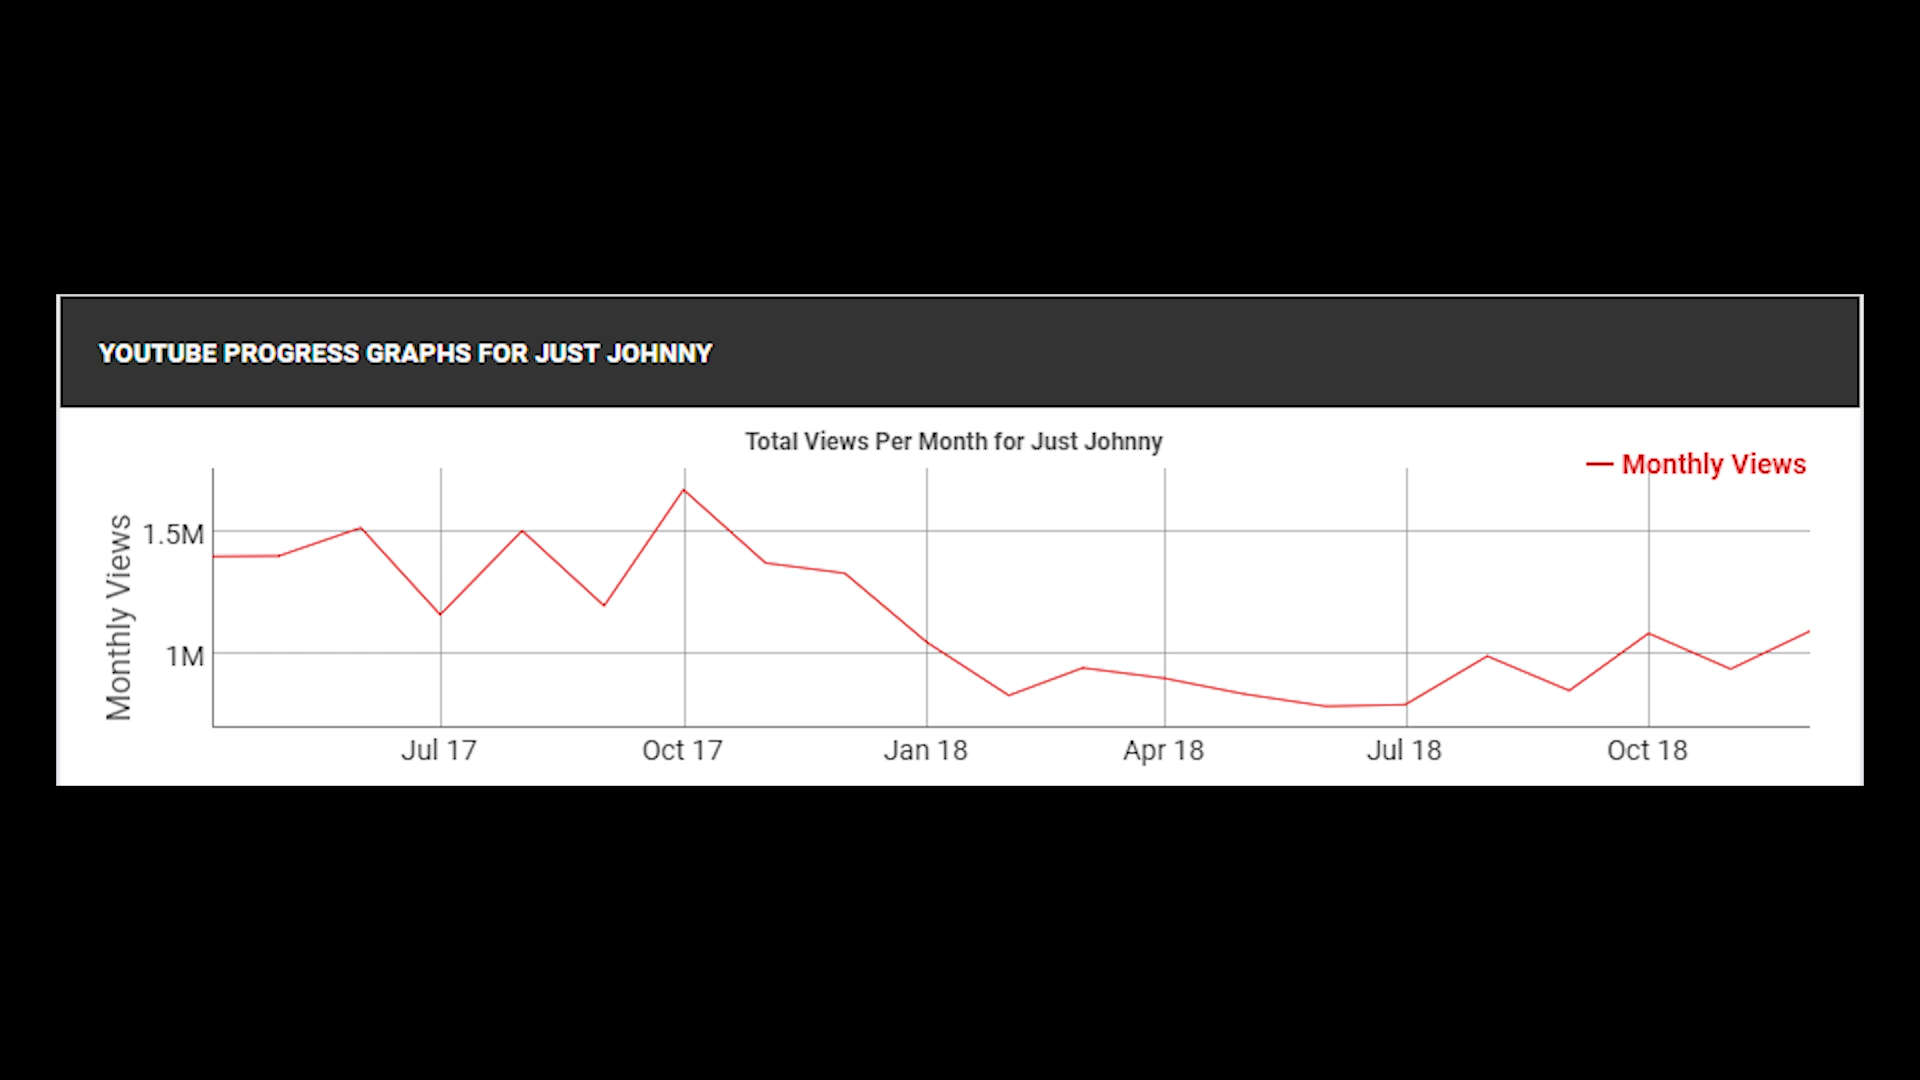 YOUTUBE PROGRESS GRAPHS FOR JUST JOHNNY
Total Views Per Month for Just Johnny
Monthly Views
Monthly Views
1.5M
1M
Jul 17
Oct 17
Jan 18
Apr 18
Jul 18
Oct 18